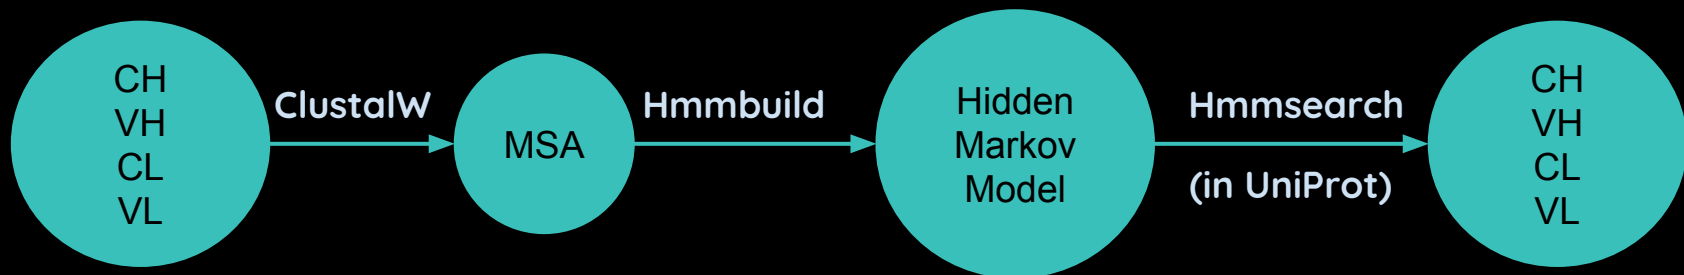 CH
VH
CL
VL
ClustalW
MSA
Hmmbuild
Hidden
Markov
Model
Hmmsearch
(in UniProt)
CH
VH
CL
VL